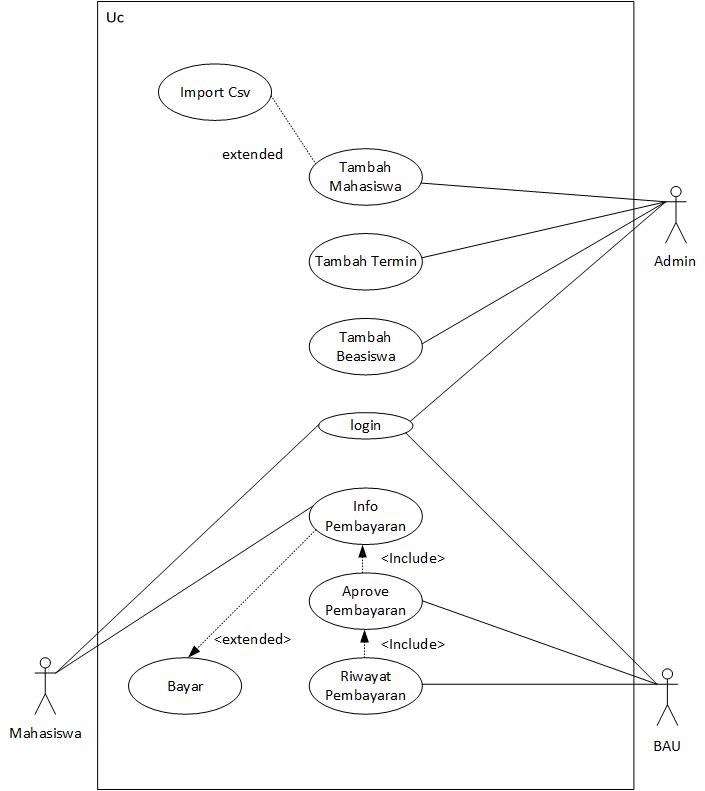 Uc
Import Csv
extended
Tambah
Mahasiswa
Tambah Termin
Admin
Tambah
Beasiswa
login
Info
Pembayaran
<Include>
Aprove
Pembayaran
<extended>
<Include>
Bayar
Riwayat
Pembayaran
Mahasiswa
BAU